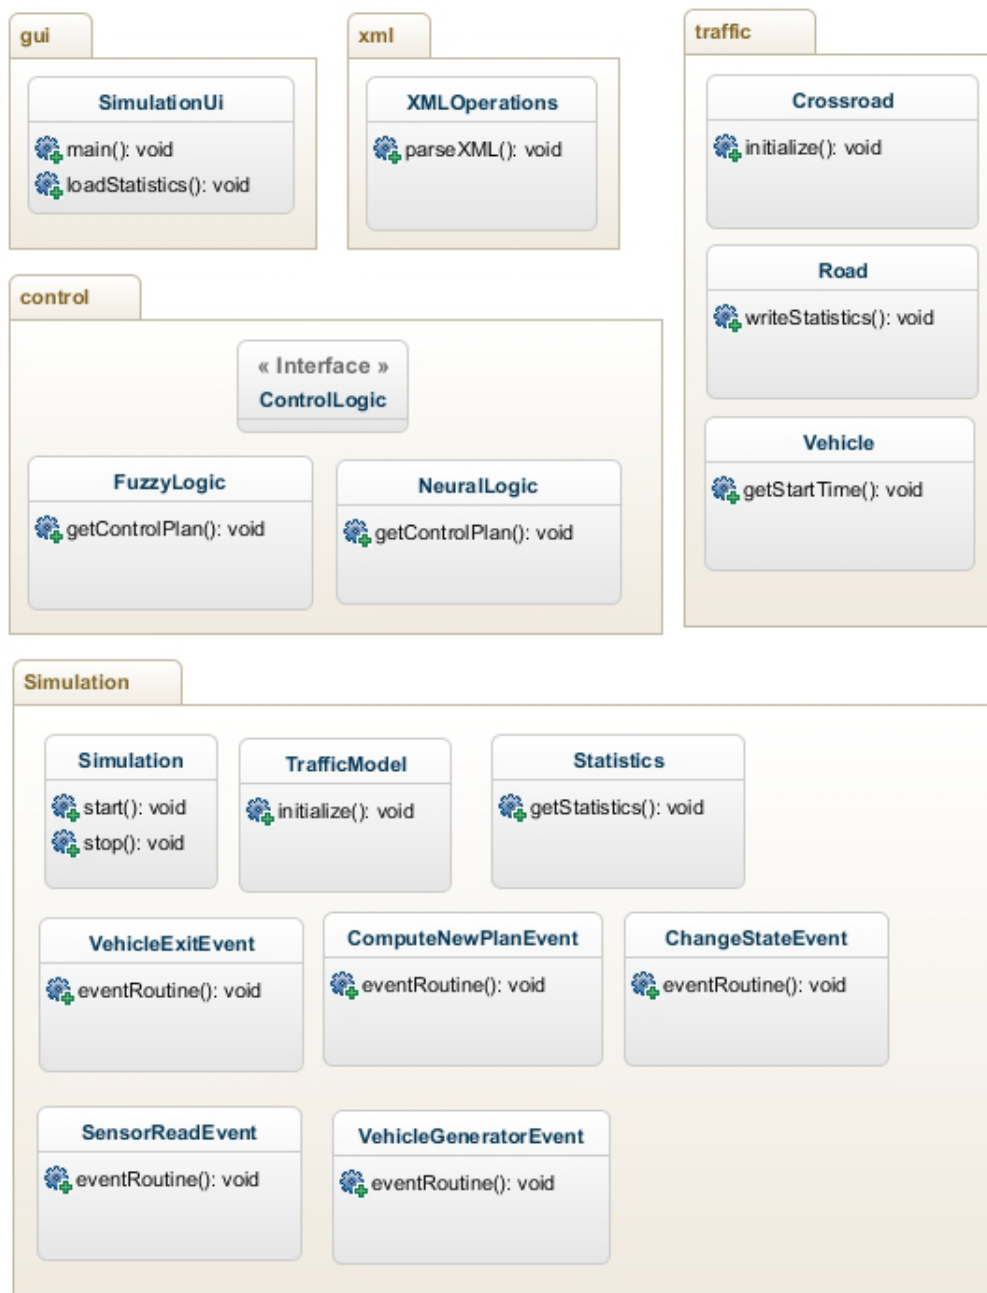 gui
SimulationUi
main(): void
loadStatistics(): void
xml
XMLOperations
parseXML(): void
traffic
Crossroad
initialize(): void
Road
writeStatistics(): void
Vehicle
getStartTime(): void
control
« Interface »
ControlLogic
FuzzyLogic
getControlPlan(): void
NeuralLogic
getControlPlan(): void
Simulation
Simulation
start(): void
stop(): void
TrafficModel
initialize(): void
Statistics
getStatistics(): void
VehicleExitEvent
eventRoutine(): void
ComputeNewPlanEvent
eventRoutine(): void
ChangeStateEvent
eventRoutine(): void
SensorReadEvent
eventRoutine(): void
VehicleGeneratorEvent
eventRoutine(): void